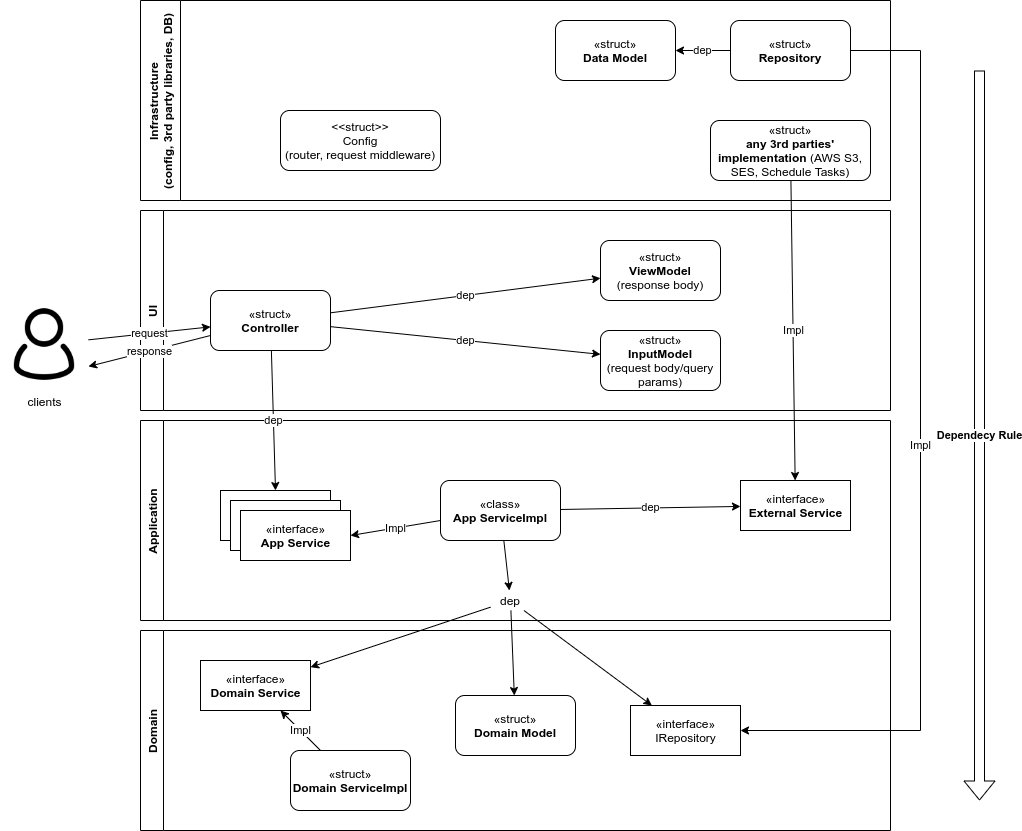 Infrastructure
(config, 3rd party libraries, DB)
«struct»
Data Model
dep
«struct»
Repository
<<struct>>
Config
(router, request middleware)
«struct»
any 3rd parties'
implementation (AWS S3,
SES, Schedule Tasks)
UI
«struct»
ViewModel
(response body)
dep
«struct»
Controller
request
response
clients
dep
«struct»
InputModel
(request body/query
params)
Impl
dep
Dependecy Rule
Impl
Application
«interface»
App Service
Impl
«class»
App ServiceImpl
dep
«interface»
External Service
dep
Domain
«interface»
Domain Service
Impl
«struct»
Domain ServiceImpl
«struct»
Domain Model
«interface»
IRepository